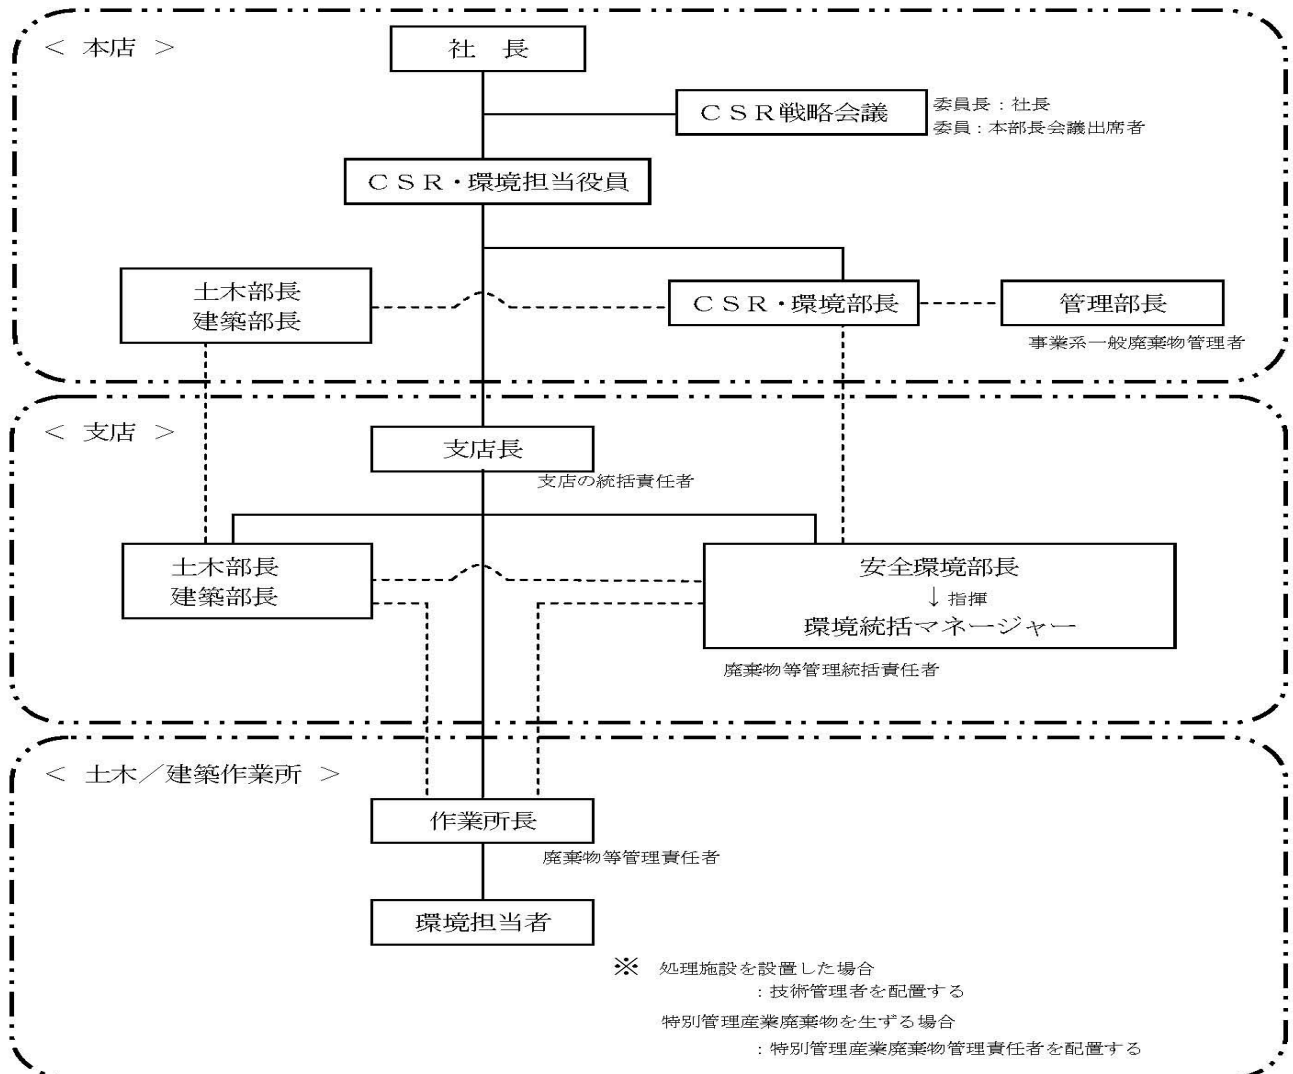 ＜ 本店 ＞
社　長
ＣＳＲ戦略会議
委員長：社長
委員：本部長会議出席者
ＣＳＲ・環境担当役員
土木部長
建築部長
ＣＳＲ・環境部長
管理部長
事業系一般廃棄物管理者
＜ 支店 ＞
支店長
支店の統括責任者
土木部長
建築部長
安全環境部長
↓指揮
環境統括マネージャー
廃棄物等管理統括責任者
＜ 土木／建築作業所 ＞
作業所長
廃棄物等管理責任者
環境担当者
※ 処理施設を設置した場合
：技術管理者を配置する
特別管理産業廃棄物を生ずる場合
：特別管理産業廃棄物管理責任者を配置する